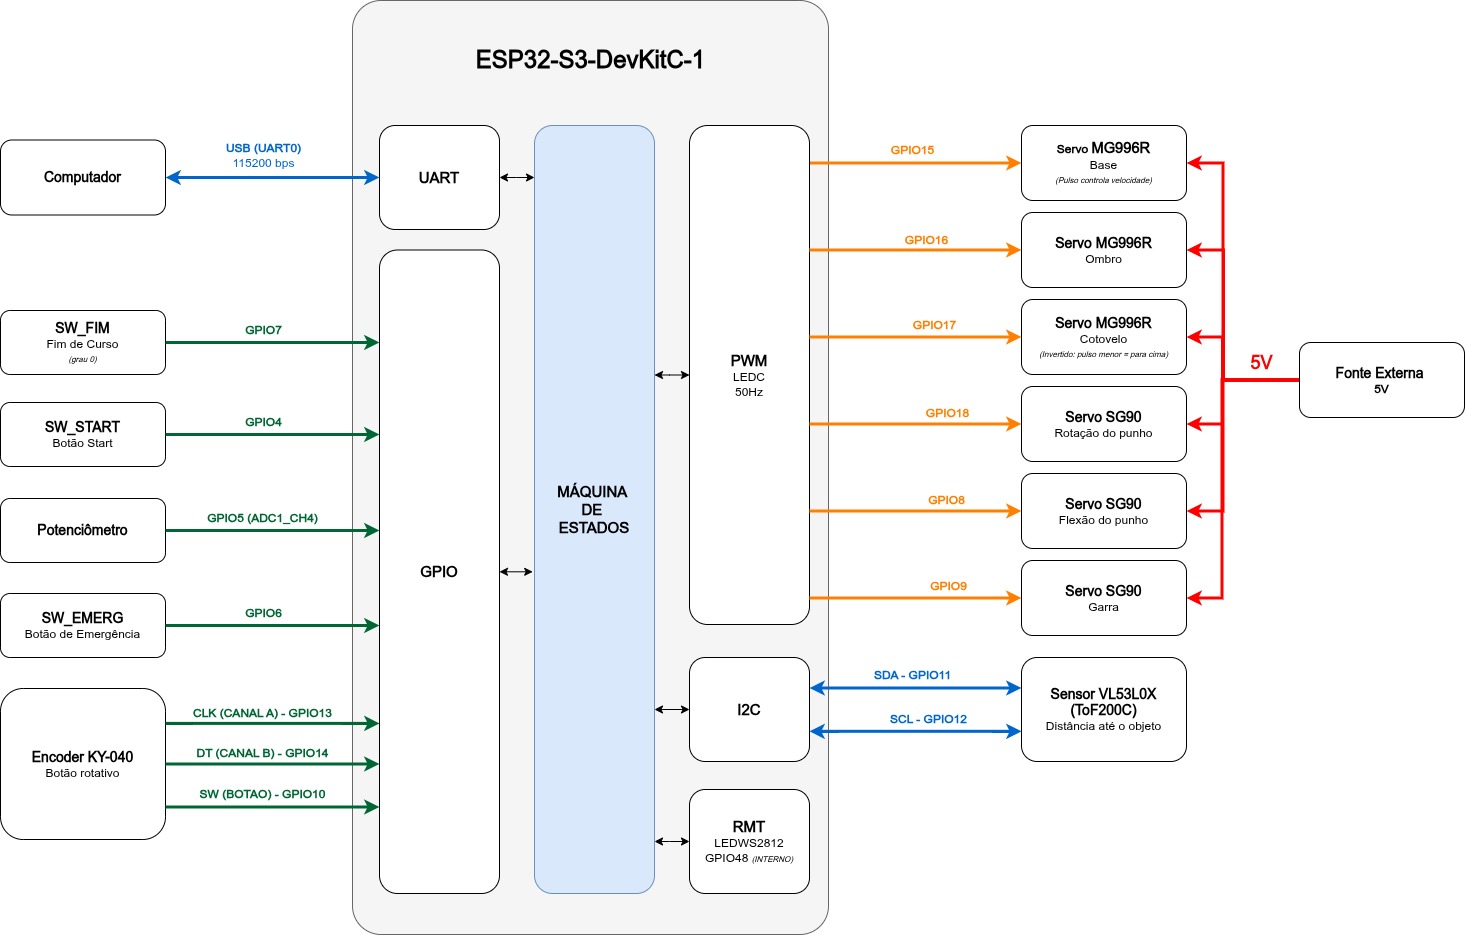 ESP32-S3-DevKitC-1
Computador
USB (UART0)
115200 bps
UART
SW_FIM
Fim de Curso
(grau 0)
GPIO7
SW_START
Botão Start
GPIO4
Potenciômetro
GPIO5 (ADC1_CH4)
SW_EMERG
Botão de Emergência
GPIO6
Encoder KY-040
Botão rotativo
CLK (CANAL A) - GPIO13
DT (CANAL B) - GPIO14
SW (BOTAO) - GPIO10
GPIO
MÁQUINA
DE
ESTADOS
PWM
LEDC
50Hz
I2C
RMT
LEDWS2812
GPIO48 (INTERNO)
GPIO15
Servo MG996R
Base
(Pulso controla velocidade)
GPIO16
Servo MG996R
Ombro
GPIO17
Servo MG996R
Cotovelo
(Invertido: pulso menor = para cima)
GPIO18
Servo SG90
Rotação do punho
GPIO8
Servo SG90
Flexão do punho
GPIO9
Servo SG90
Garra
SDA - GPIO11
SCL - GPIO12
Sensor VL53L0X
(ToF200C)
Distância até o objeto
5V
Fonte Externa
5V